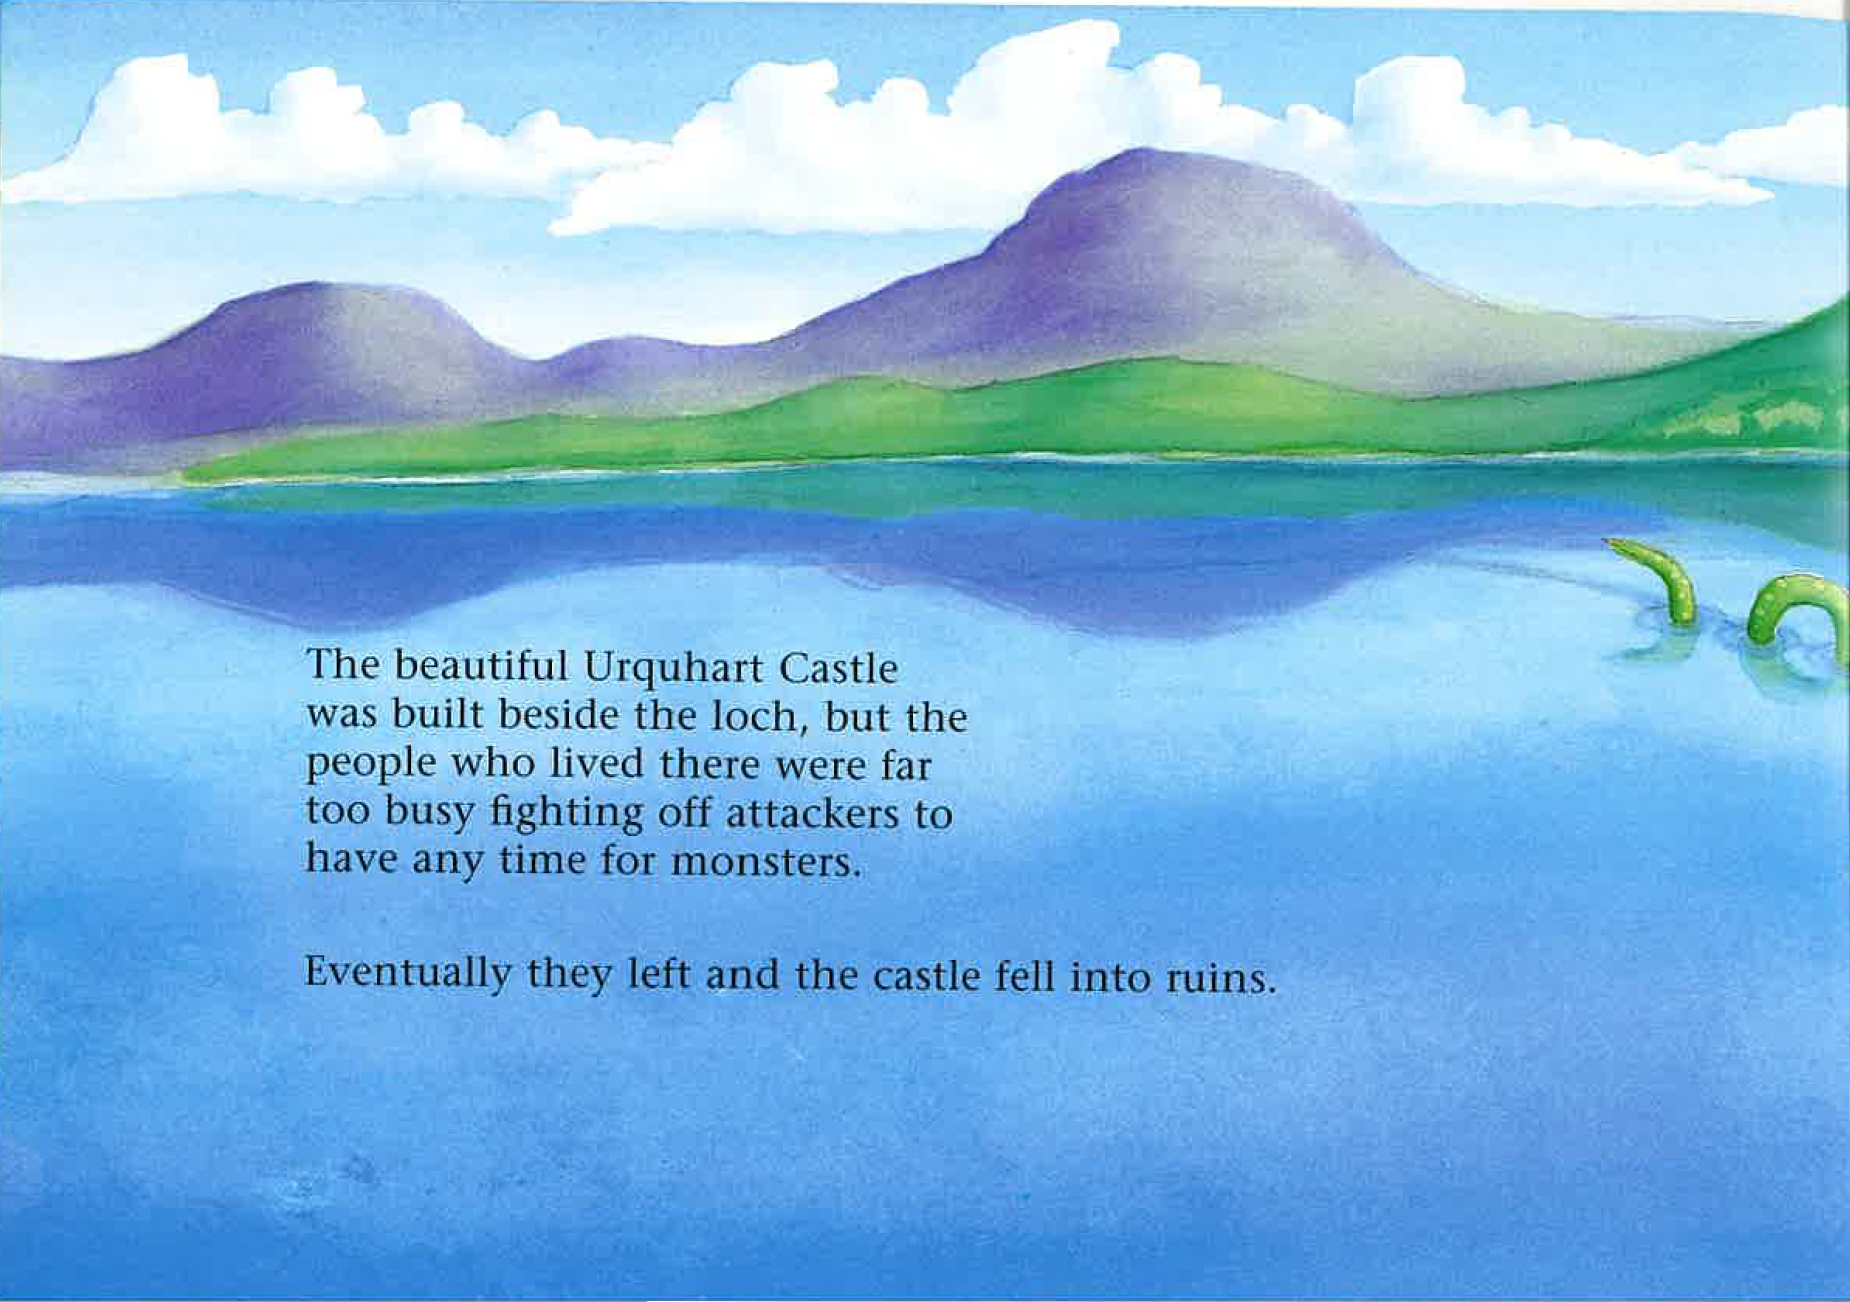 The beautiful Urquhart Castle
was built beside the loch, but the
people who lived there were far
too busy fighting off attackers to
have any time for monsters.
Eventually they left and the castle fell into ruins.